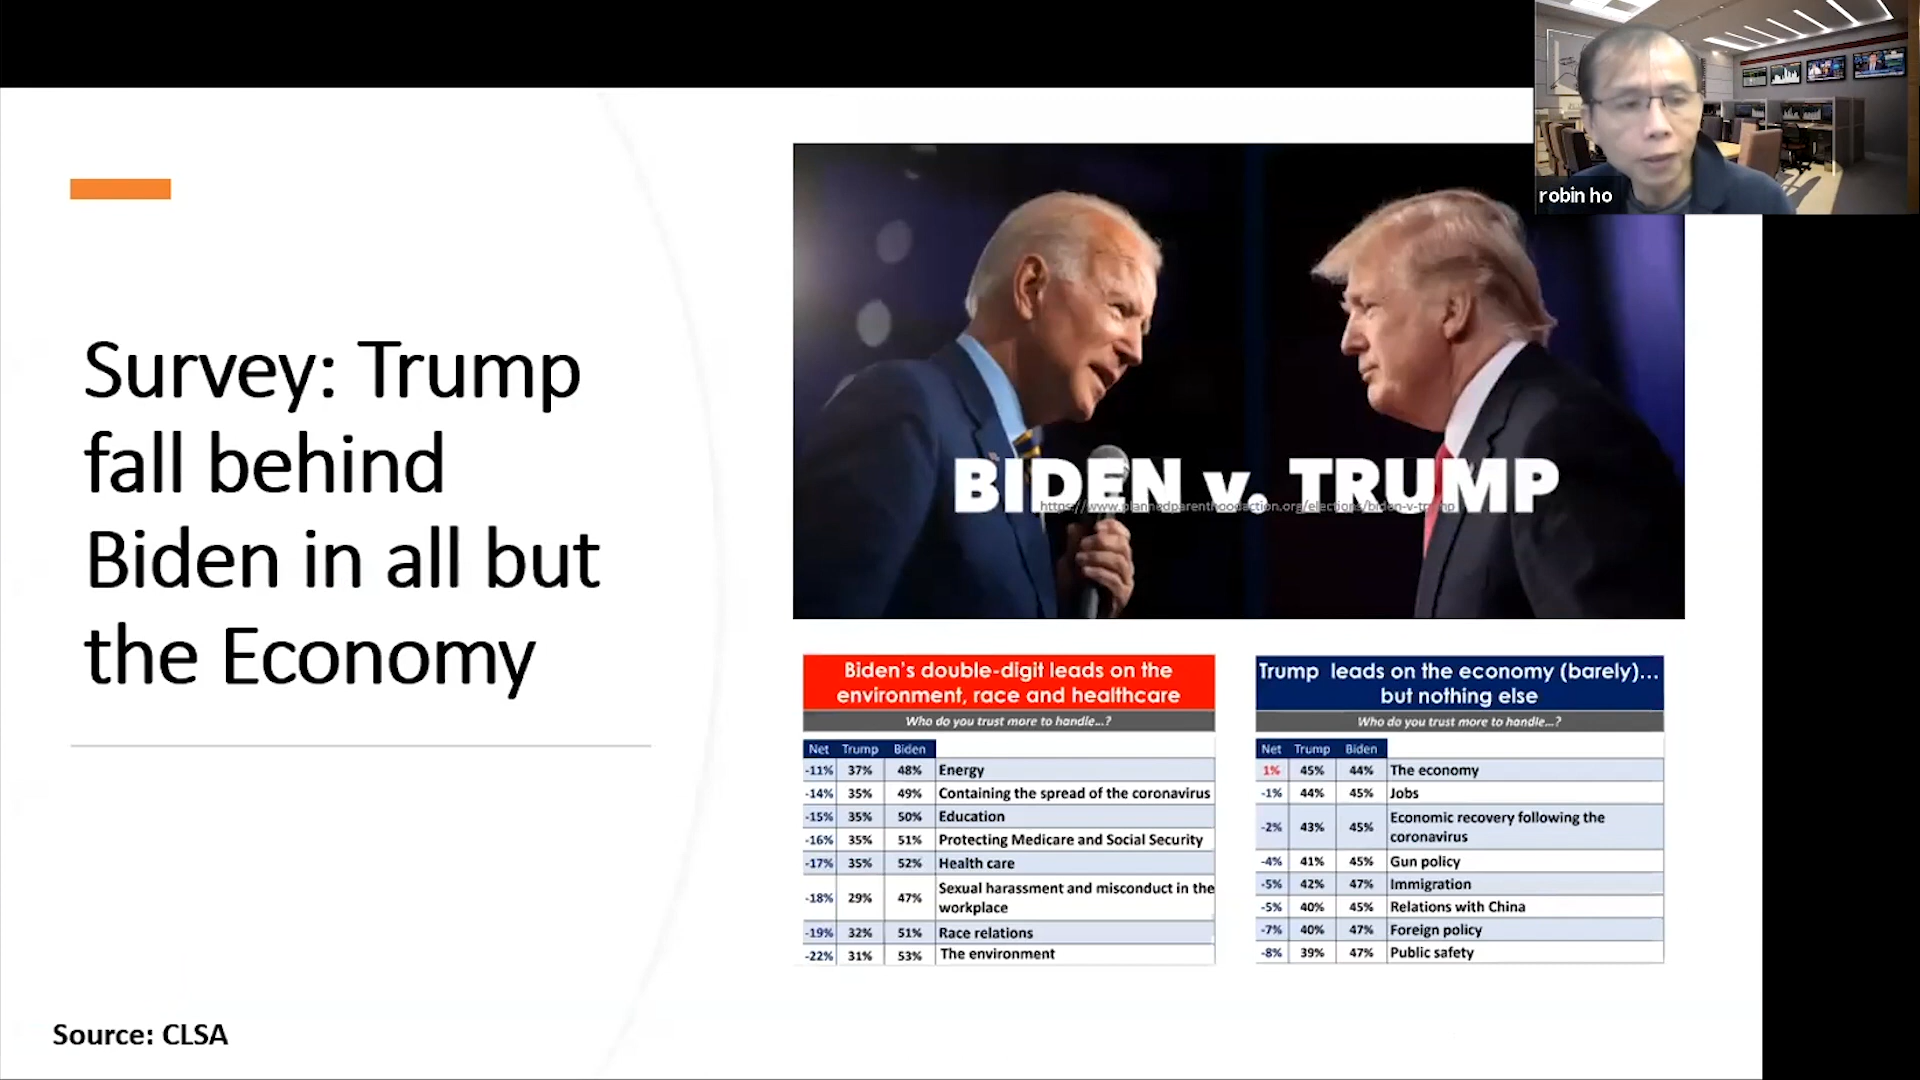 robin ho
Survey: Trump
fall behind
Biden in all but
the Economy
BIDEN v. TRUMP
https://www.plannedparenthoodaction.org/elections/biden-v-trump
Biden's double-digit leads on the
environment, race and healthcare
Who do you trust more to handle...?
Net Trump Biden
-11% 37% 48% Energy
-14% 35% 49% Containing the spread of the coronavirus
-15% 35% 50% Education
-16% 35% 51% Protecting Medicare and Social Security
-17% 35% 52% Health care
-18% 29% 47% Sexual harassment and misconduct in the
workplace
-19% 32% 51% Race relations
-22% 31% 53% The environment
Trump leads on the economy (barely)...
but nothing else
Who do you trust more to handle...?
Net Trump Biden
1% 45% 44% The economy
-1% 44% 45% Jobs
-2% 43% 45% Economic recovery following the
coronavirus
-4% 41% 45% Gun policy
-5% 42% 47% Immigration
-5% 40% 45% Relations with China
-7% 40% 47% Foreign policy
-8% 39% 47% Public safety
Source: CLSA